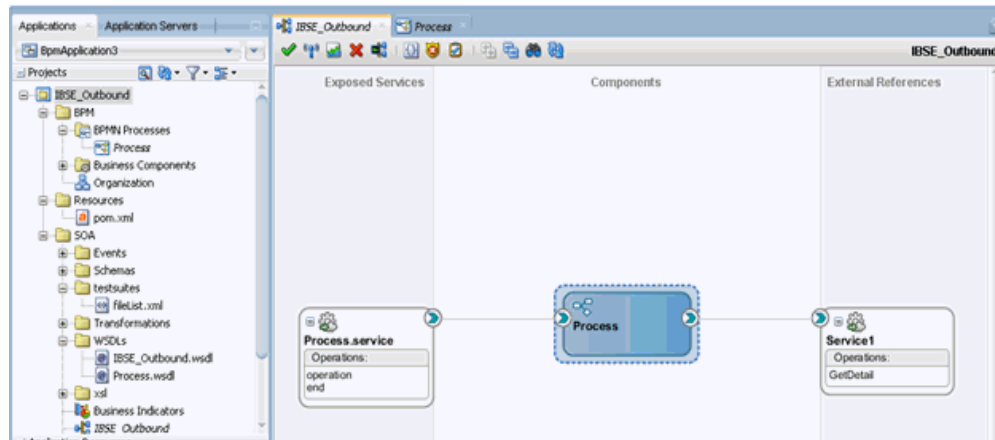 Applications
Application Servers
BpmApplication3
Projects
IBSE_Outbound
BPM
BPMN Processes
Process
Business Components
Organization
Resources
pom.xml
SOA
Events
Schemas
testsuites
fileList.xml
Transformations
WSDLs
IBSE_Outbound.wsdl
Process.wsdl
xsl
Business Indicators
IBSE_Outbound
IBSE_Outbound
Process
IBSE_Outbound
Exposed Services
Components
External References
Process.service
Operations:
operation
end
Process
Service1
Operations:
GetDetail